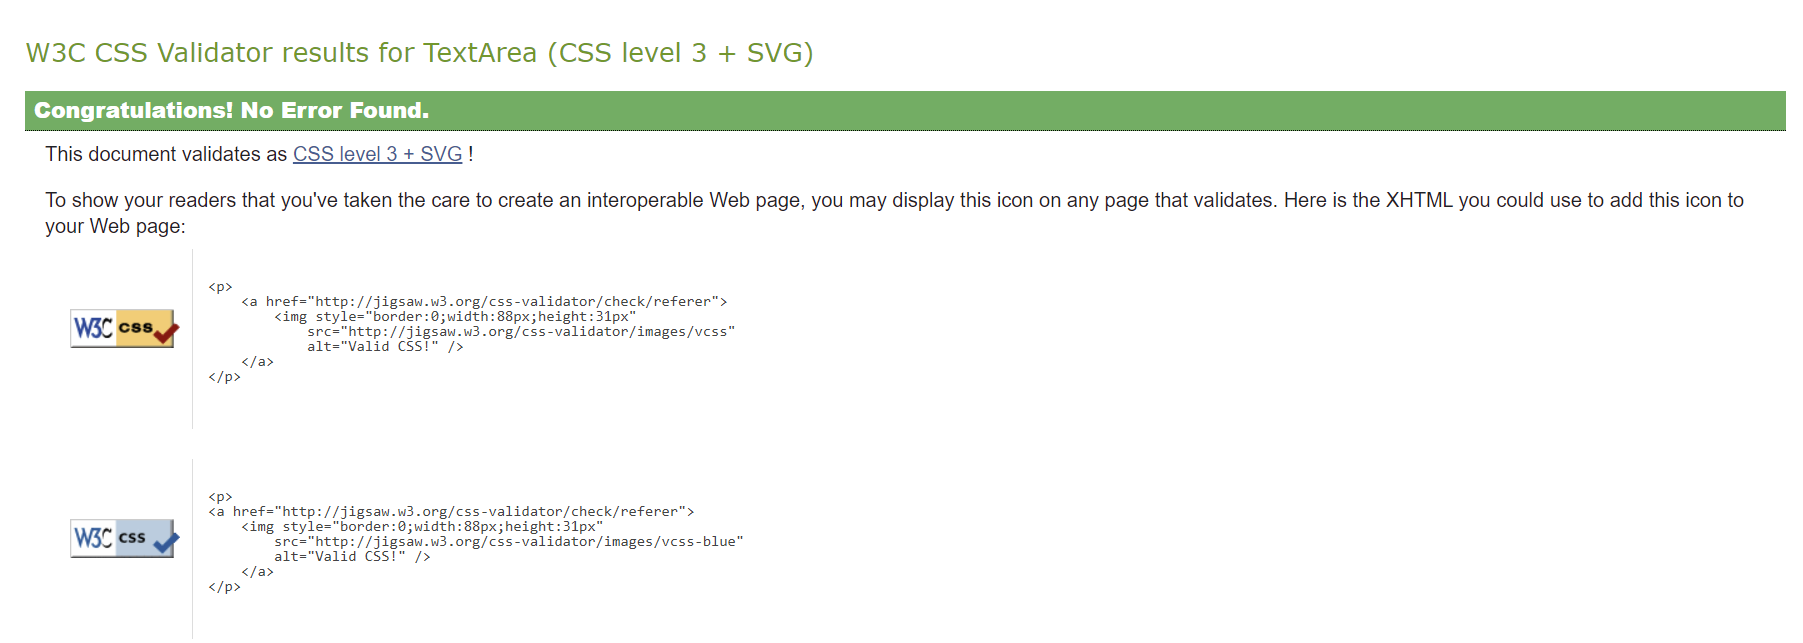 W3C CSS Validator results for TextArea (CSS level 3 + SVG)
Congratulations! No Error Found.
This document validates as CSS level 3 + SVG !
To show your readers that you've taken the care to create an interoperable Web page, you may display this icon on any page that validates. Here is the XHTML you could use to add this icon to
your Web page:
W3C css
<p>
    <a href="http://jigsaw.w3.org/css-validator/check/referer">
        <img style="border:0;width:88px;height:31px"
            src="http://jigsaw.w3.org/css-validator/images/vcss"
            alt="Valid CSS!" />
    </a>
</p>
W3C css
<p>
<a href="http://jigsaw.w3.org/css-validator/check/referer">
    <img style="border:0;width:88px;height:31px"
        src="http://jigsaw.w3.org/css-validator/images/vcss-blue"
        alt="Valid CSS!" />
    </a>
</p>